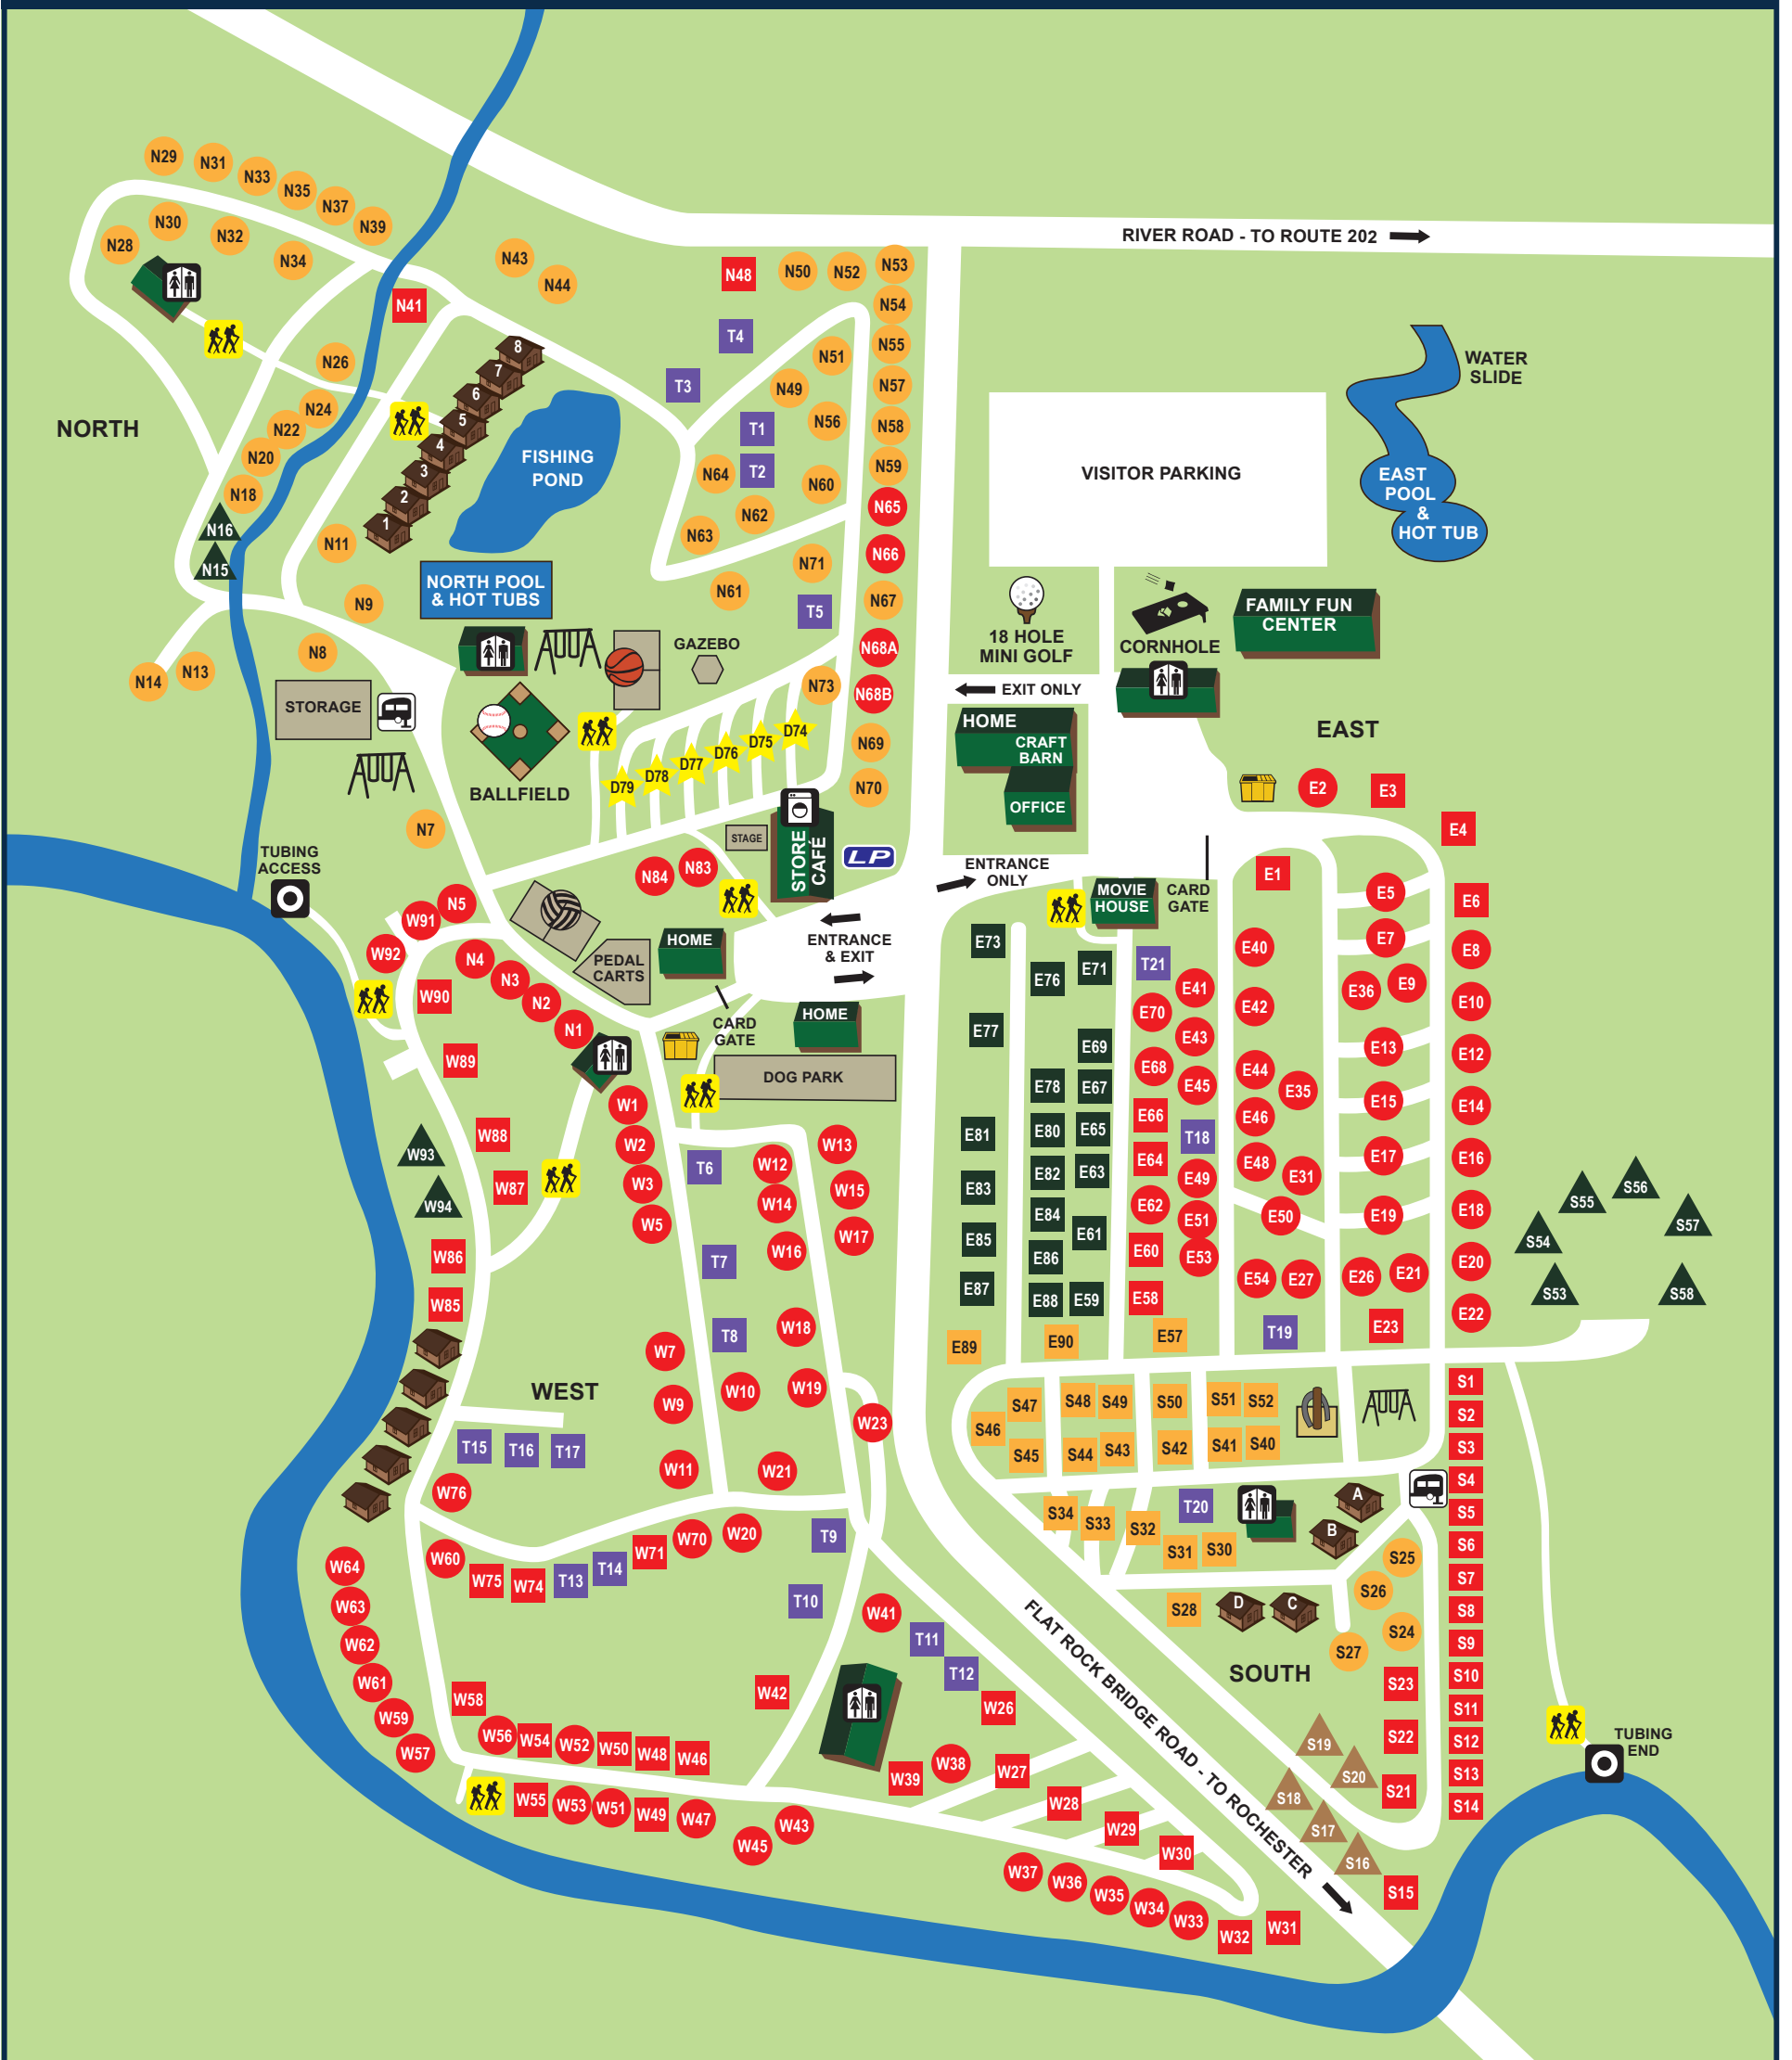 RIVER ROAD - TO ROUTE 202
N29
N31
N33
N35
N37
N39
N30
N32
N34
N28
N43
N44
N41
N48
N50
N52
N53
N54
N55
N57
N58
N59
N65
N66
N67
N68A
N68B
N69
N70
T4
T3
N51
N49
N56
T1
T2
N64
N60
N62
N63
N71
N61
T5
N73
N26
N24
N22
N20
N18
N16
N15
N11
N9
N8
N13
N14
N7
8
7
6
5
4
3
2
1
NORTH
FISHING
POND
NORTH POOL
& HOT TUBS
GAZEBO
STORAGE
BALLFIELD
D79
D78
D77
D76
D75
D74
STAGE
STORE
CAFÉ
LP
N84
N83
TUBING
ACCESS
N5
W91
W92
N4
N3
N2
N1
W90
PEDAL
CARTS
HOME
ENTRANCE
& EXIT
HOME
CARD
GATE
DOG PARK
VISITOR PARKING
WATER
SLIDE
EAST
POOL
&
HOT TUB
18 HOLE
MINI GOLF
CORNHOLE
FAMILY FUN
CENTER
EXIT ONLY
HOME
CRAFT
BARN
OFFICE
EAST
ENTRANCE
ONLY
MOVIE
HOUSE
CARD
GATE
E2
E3
E4
E1
E5
E6
E7
E8
E9
E36
E10
E12
E13
E14
E15
E16
E17
E18
E19
E20
E21
E26
E22
E23
E40
E42
E44
E35
E46
E48
E31
E50
E54
E27
T19
T21
E41
E70
E43
E68
E45
E66
T18
E64
E49
E62
E51
E60
E53
E58
E57
E73
E76
E71
E77
E69
E78
E67
E81
E80
E65
E82
E63
E83
E84
E61
E85
E86
E87
E88
E59
E89
E90
S55
S56
S57
S54
S53
S58
W89
W88
W87
W93
W94
W86
W85
W1
W2
W3
W5
T6
W12
W13
W14
W15
W16
W17
T7
T8
W18
W7
W9
W10
W19
W23
W11
W21
WEST
T15
T16
T17
W76
W60
W75
W74
T13
T14
W71
W70
W20
T9
T10
W41
T11
T12
W42
W26
W64
W63
W62
W61
W59
W57
W58
W56
W54
W52
W50
W48
W46
W55
W53
W51
W49
W47
W45
W43
W39
W38
W27
W28
W29
W30
W37
W36
W35
W34
W33
W32
W31
FLAT ROCK BRIDGE ROAD - TO ROCHESTER
S47
S48
S49
S50
S51
S52
S46
S45
S44
S43
S42
S41
S40
S34
S33
S32
T20
S31
S30
A
B
S28
D
C
S25
S26
S24
S27
SOUTH
S23
S22
S21
S19
S20
S18
S17
S16
S15
S1
S2
S3
S4
S5
S6
S7
S8
S9
S10
S11
S12
S13
S14
TUBING
END